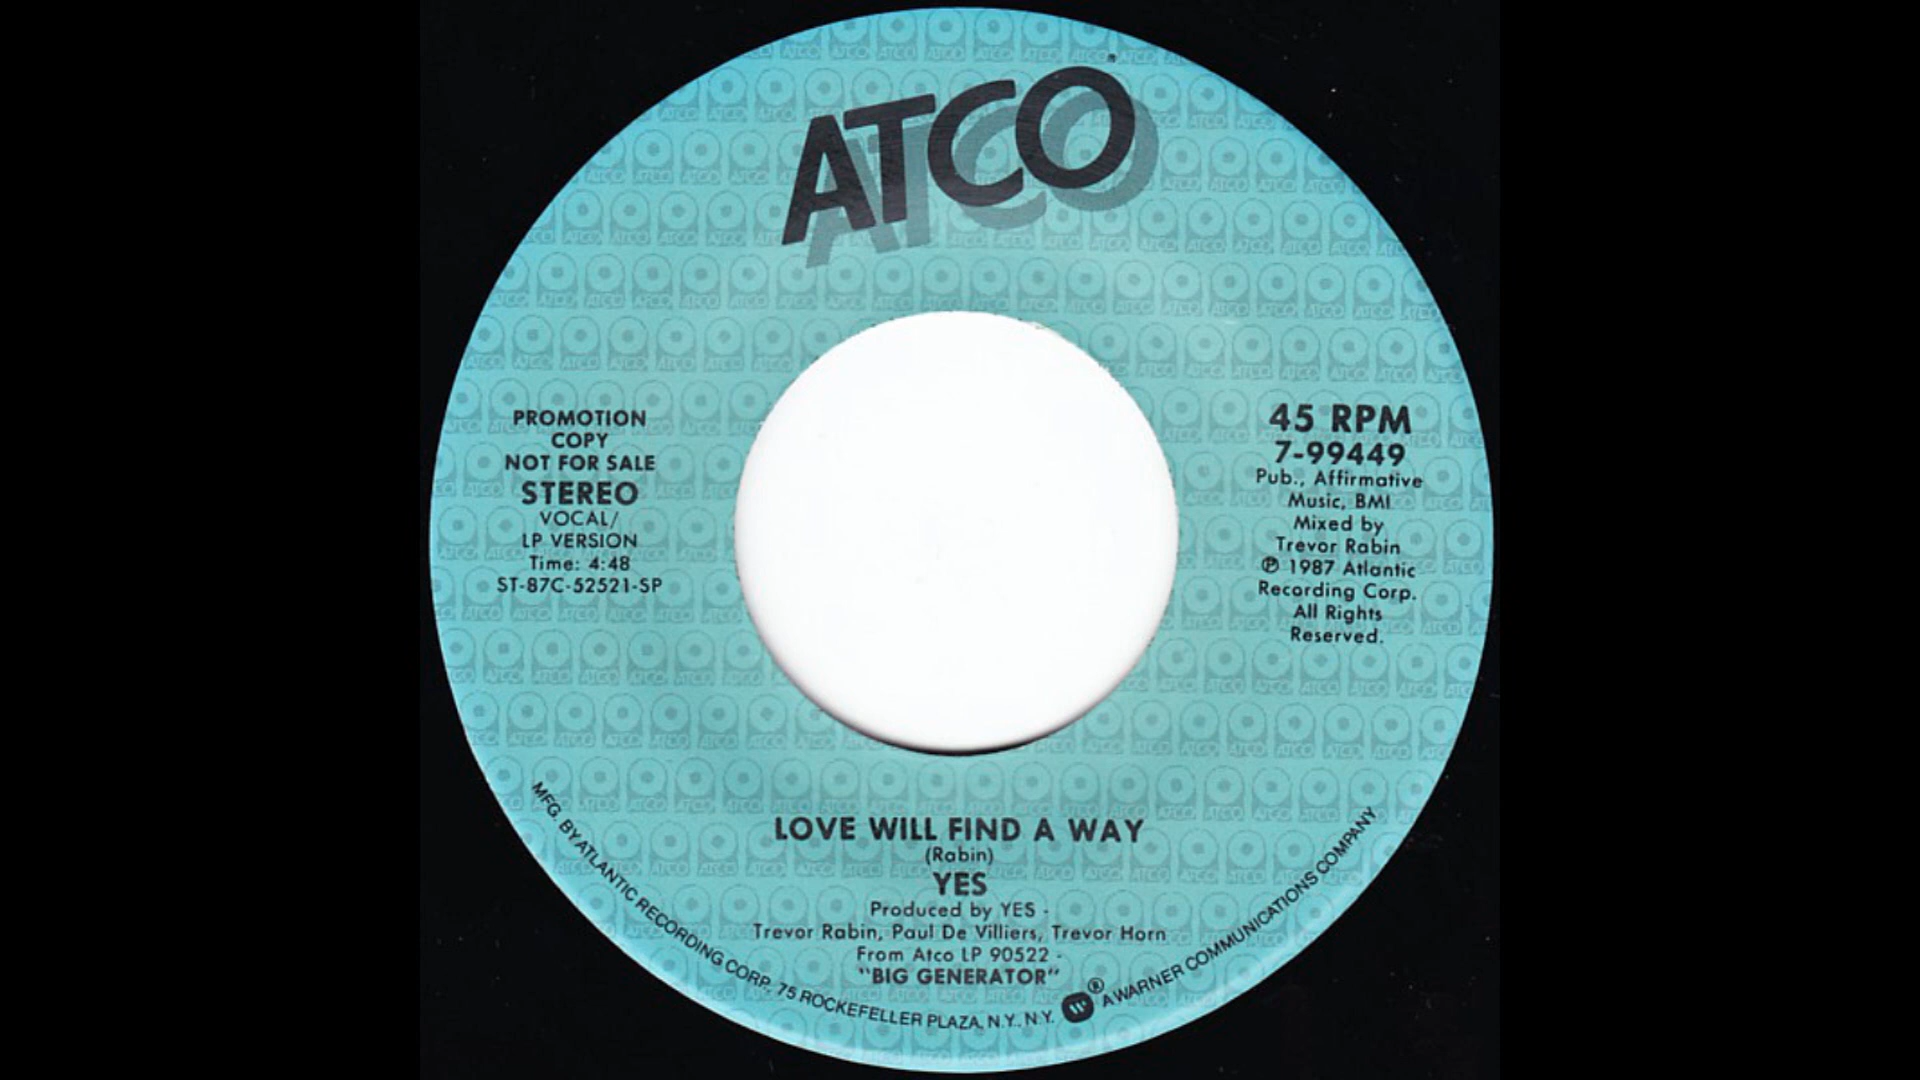 ATCO
PROMOTION
COPY
NOT FOR SALE
STEREO
VOCAL/
LP VERSION
Time: 4:48
ST-87C-52521-SP
45 RPM
7-99449
Pub., Affirmative
Music, BMI
Mixed by
Trevor Rabin
℗ 1987 Atlantic
Recording Corp.
All Rights
Reserved.
LOVE WILL FIND A WAY
(Rabin)
YES
Produced by YES -
Trevor Rabin, Paul De Villiers, Trevor Horn
From Atco LP 90522 -
"BIG GENERATOR"
MFG. BY ATLANTIC RECORDING CORP., 75 ROCKEFELLER PLAZA, N.Y., N.Y. ® A WARNER COMMUNICATIONS COMPANY